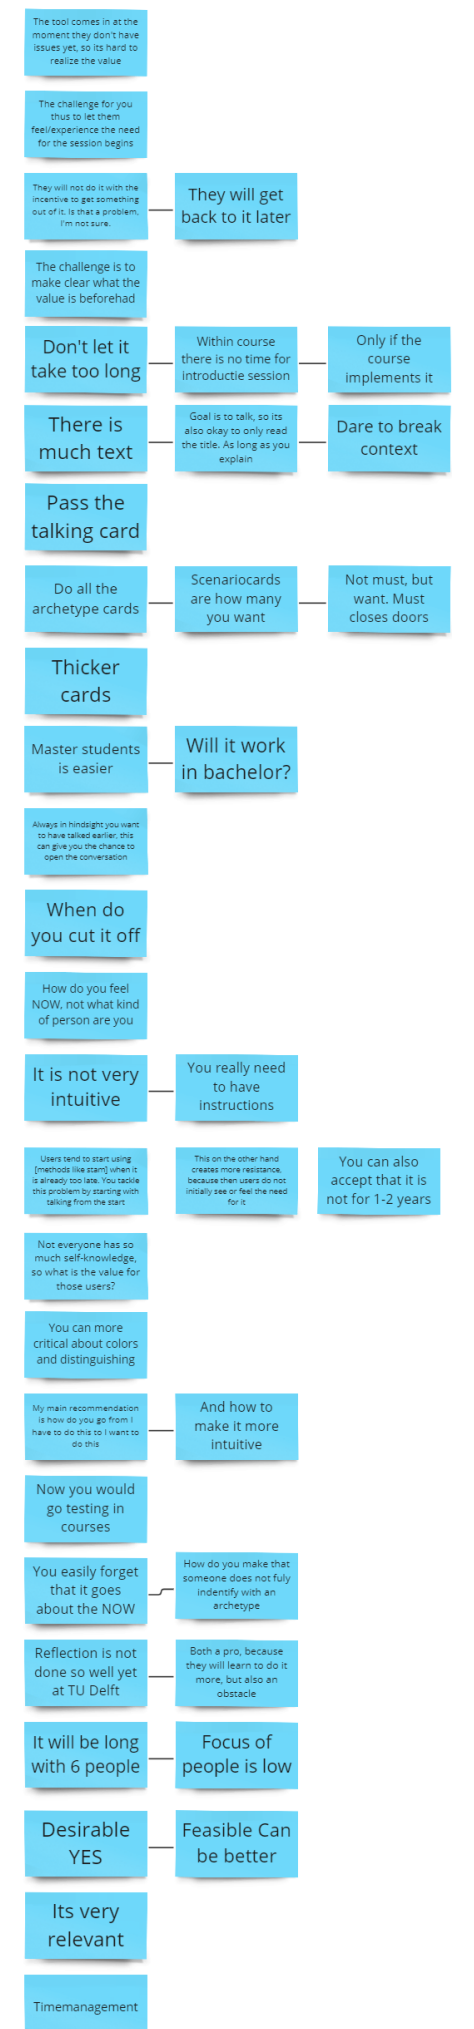 The tool comes in at the
moment they don't have
issues yet, so its hard to
realize the value
The challenge for you
thus to let them
feel/experience the need
for the session begins
They will not do it with the
incentive to get something
out of it. Is that a problem,
I'm not sure.
They will get
back to it later
The challenge is to
make clear what the
value is beforehad
Don't let it
take too long
Within course
there is no time for
introductie session
Only if the
course
implements it
There is
much text
Goal is to talk, so its
also okay to only read
the title. As long as you
explain
Dare to break
context
Pass the
talking card
Do all the
archetype cards
Scenariocards
are how many
you want
Not must, but
want. Must
closes doors
Thicker
cards
Master students
is easier
Will it work
in bachelor?
Always in hindsight you want
to have talked earlier, this
can give you the chance to
open the conversation
When do
you cut it off
How do you feel
NOW, not what kind
of person are you
It is not very
intuitive
You really need
to have
instructions
Users tend to start using
[methods like stam] when it
is already too late. You tackle
this problem by starting with
talking from the start
This on the other hand
creates more resistance,
because then users do not
initially see or feel the need
for it
You can also
accept that it is
not for 1-2 years
Not everyone has so
much self-knowledge,
so what is the value for
those users?
You can more
critical about colors
and distinguishing
My main recommendation
is how do you go from I
have to do this to I want to
do this
And how to
make it more
intuitive
Now you would
go testing in
courses
You easily forget
that it goes
about the NOW
How do you make that
someone does not fuly
indentify with an
archetype
Reflection is not
done so well yet
at TU Delft
Both a pro, because
they will learn to do it
more, but also an
obstacle
It will be long
with 6 people
Focus of
people is low
Desirable
YES
Feasible Can
be better
Its very
relevant
Timemanagement